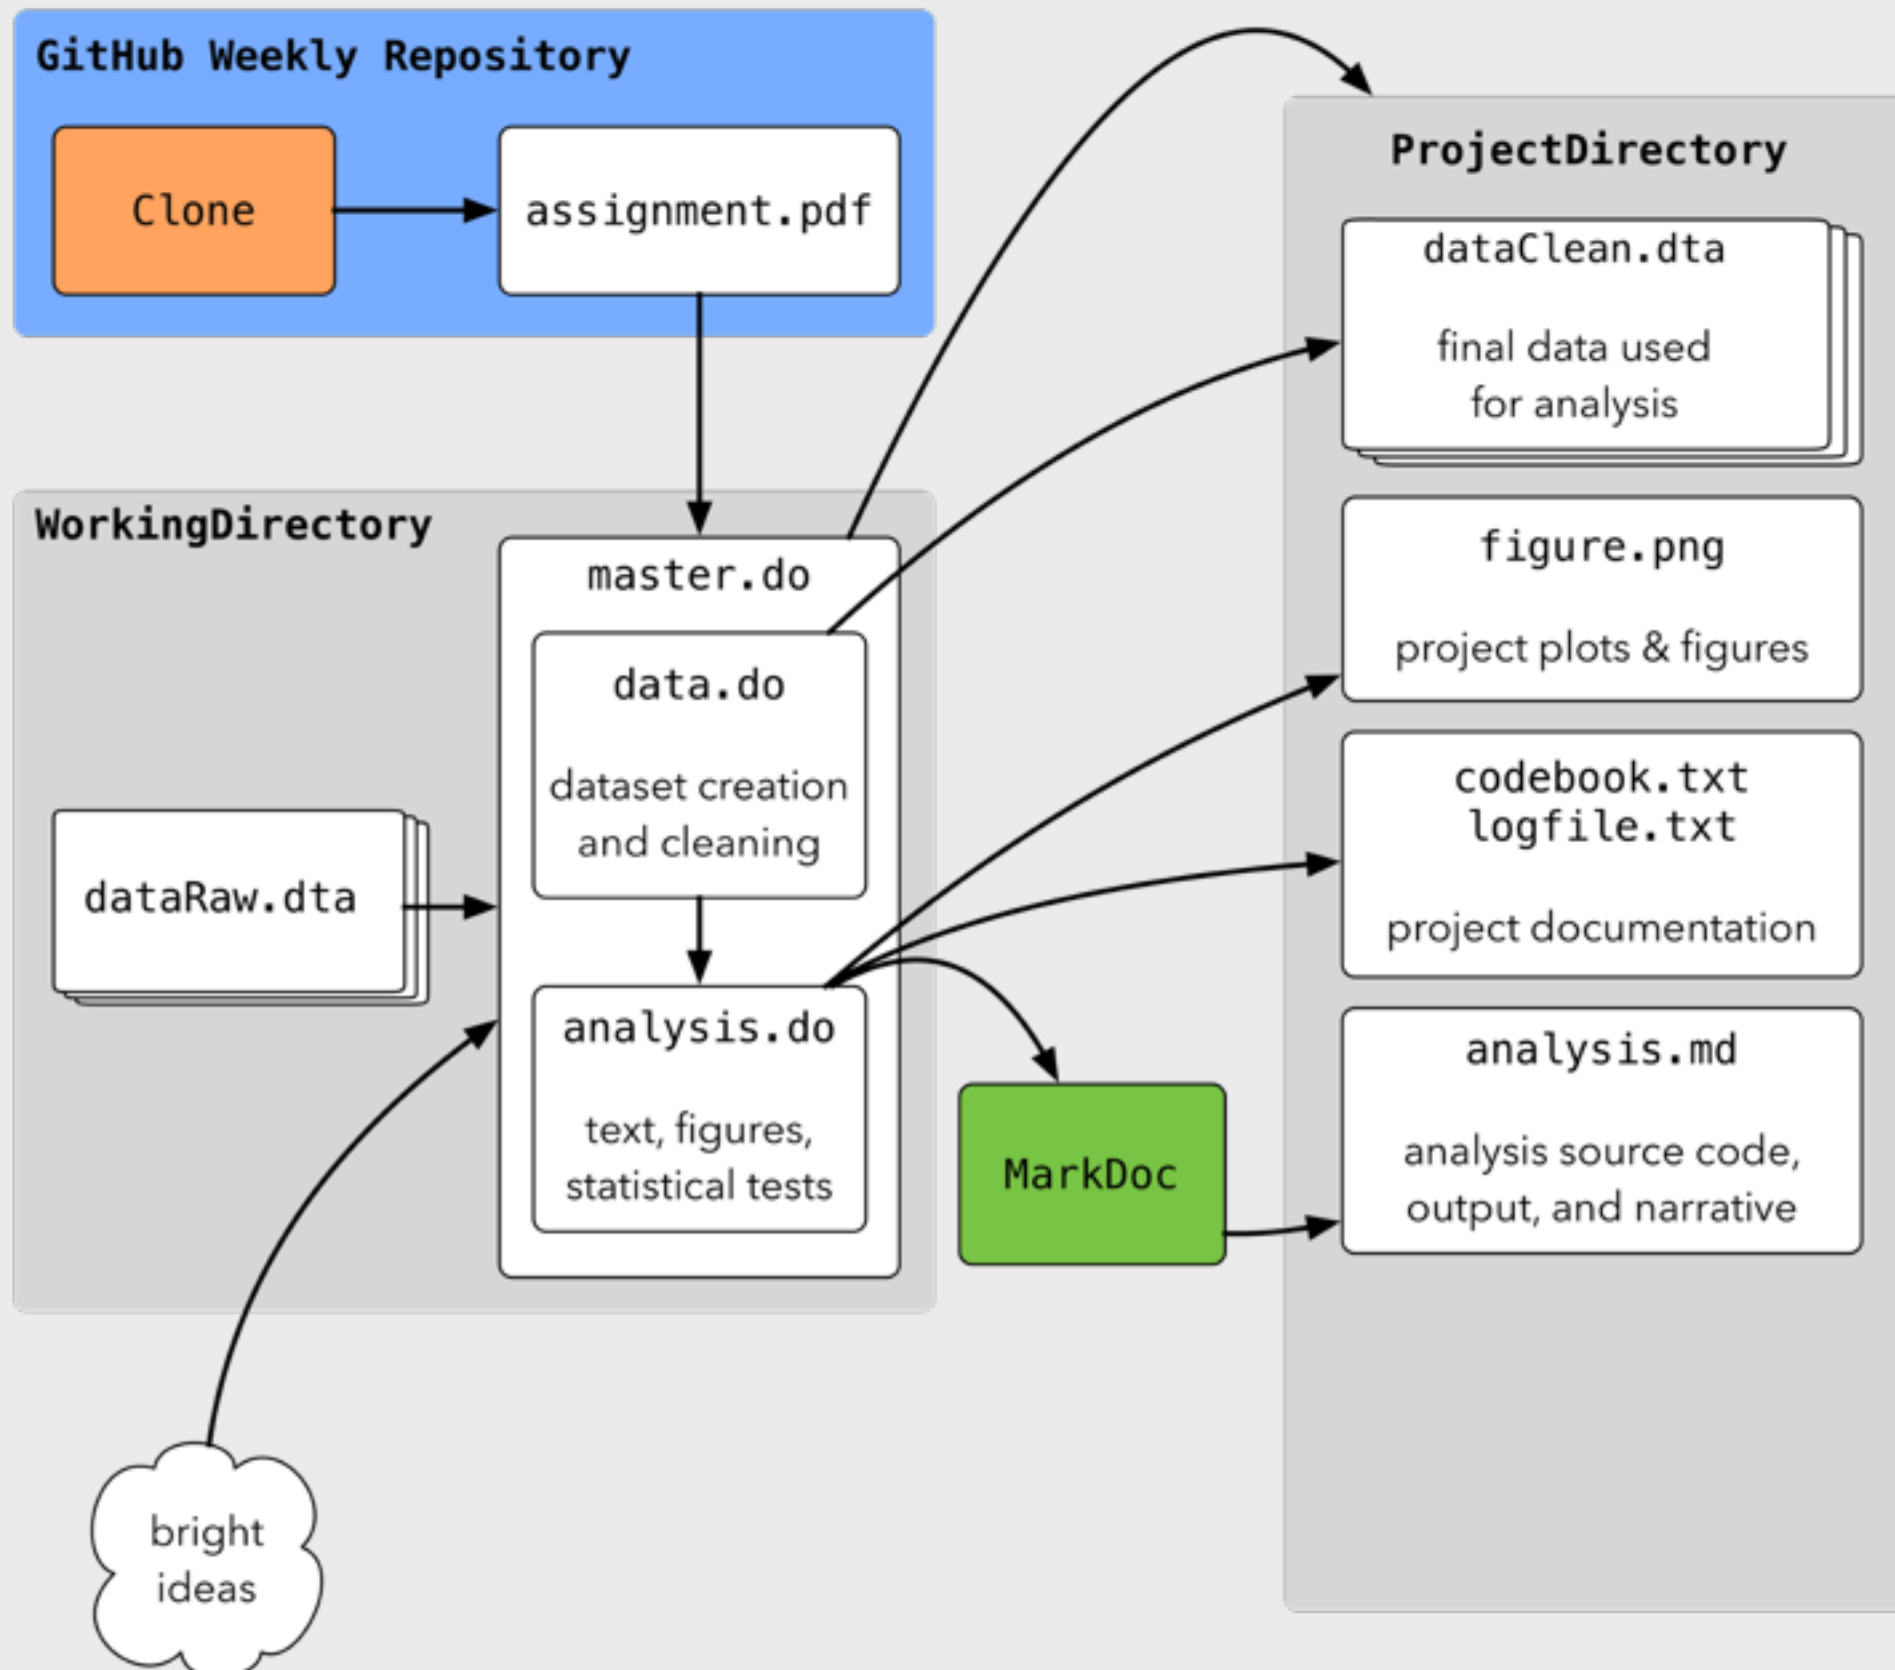 GitHub Weekly Repository
Clone
assignment.pdf
WorkingDirectory
master.do
data.do
dataset creation
and cleaning
dataRaw.dta
analysis.do
text, figures,
statistical tests
bright
ideas
MarkDoc
ProjectDirectory
dataClean.dta
final data used
for analysis
figure.png
project plots & figures
codebook.txt
logfile.txt
project documentation
analysis.md
analysis source code,
output, and narrative